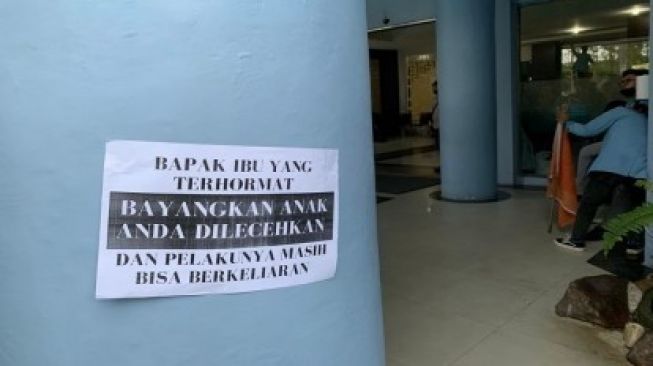 BAPAK IBU YANG
TERHORMAT
BAYANGKAN ANAK
ANDA DILECEHKAN
DAN PELAKUNYA MASIH
BISA BERKELIARAN